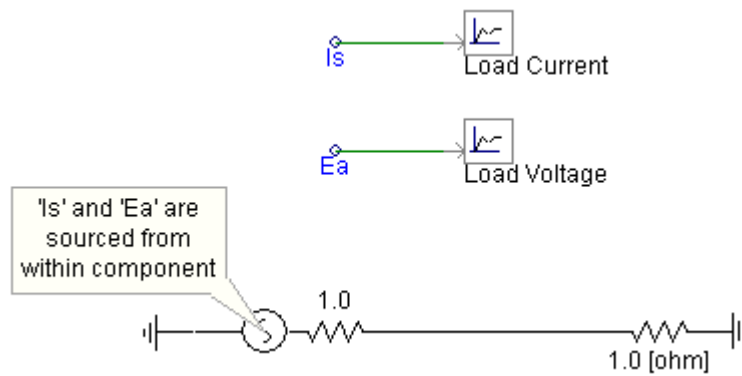 Is
Load Current
Ea
Load Voltage
'Is' and 'Ea' are
sourced from
within component
1.0
1.0 [ohm]